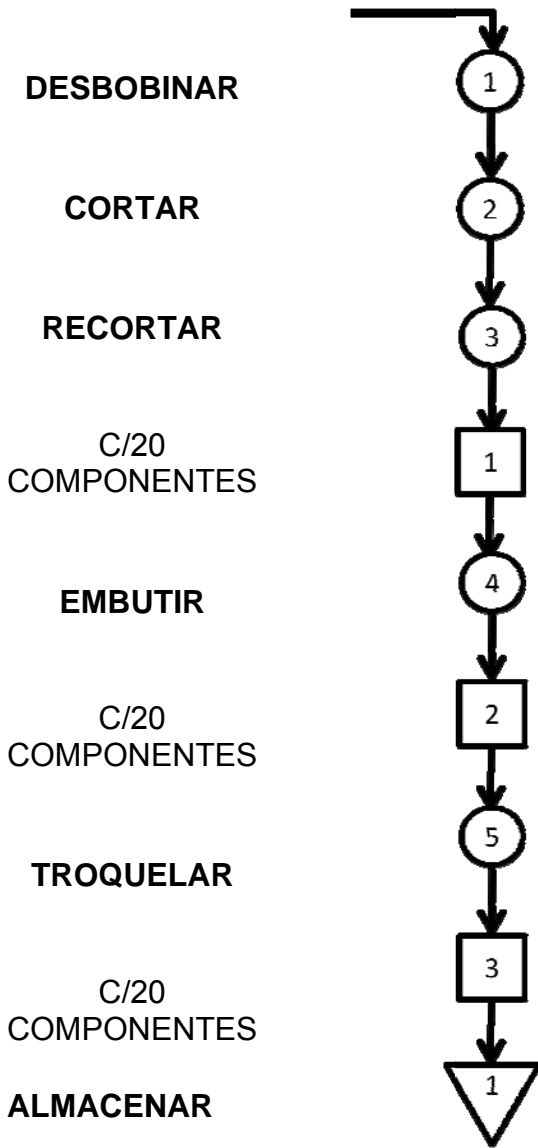 DESBOBINAR
1
CORTAR
2
RECORTAR
3
C/20
COMPONENTES
1
EMBUTIR
4
C/20
COMPONENTES
2
TROQUELAR
5
C/20
COMPONENTES
3
ALMACENAR
1